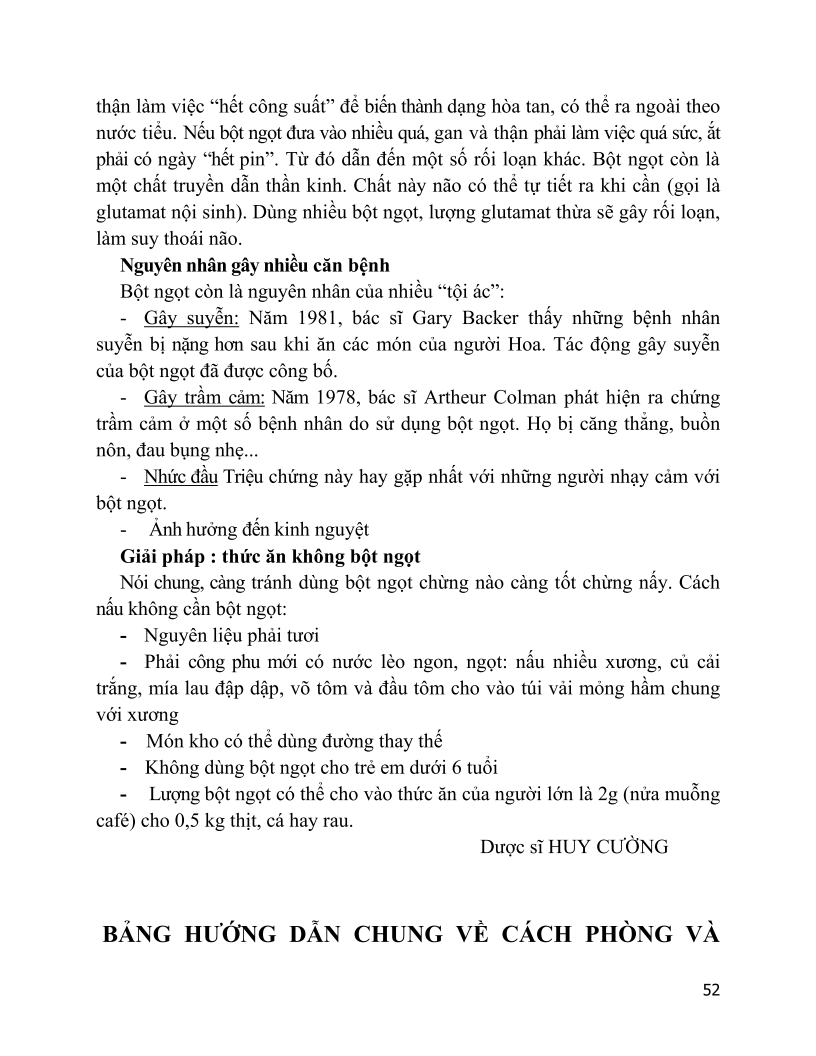 thận làm việc “hết công suất” để biến thành dạng hòa tan, có thể ra ngoài theo
nước tiểu. Nếu bột ngọt đưa vào nhiều quá, gan và thận phải làm việc quá sức, ắt
phải có ngày “hết pin”. Từ đó dẫn đến một số rối loạn khác. Bột ngọt còn là
một chất truyền dẫn thần kinh. Chất này não có thể tự tiết ra khi cần (gọi là
glutamat nội sinh). Dùng nhiều bột ngọt, lượng glutamat thừa sẽ gây rối loạn,
làm suy thoái não.
Nguyên nhân gây nhiều căn bệnh
Bột ngọt còn là nguyên nhân của nhiều “tội ác”:
- Gây suyễn: Năm 1981, bác sĩ Gary Backer thấy những bệnh nhân
suyễn bị nặng hơn sau khi ăn các món của người Hoa. Tác động gây suyễn
của bột ngọt đã được công bố.
- Gây trầm cảm: Năm 1978, bác sĩ Artheur Colman phát hiện ra chứng
trầm cảm ở một số bệnh nhân do sử dụng bột ngọt. Họ bị căng thẳng, buồn
nôn, đau bụng nhẹ...
- Nhức đầu Triệu chứng này hay gặp nhất với những người nhạy cảm với
bột ngọt.
- Ảnh hưởng đến kinh nguyệt
Giải pháp : thức ăn không bột ngọt
Nói chung, càng tránh dùng bột ngọt chừng nào càng tốt chừng nấy. Cách
nấu không cần bột ngọt:
- Nguyên liệu phải tươi
- Phải công phu mới có nước lèo ngon, ngọt: nấu nhiều xương, củ cải
trắng, mía lau đập dập, võ tôm và đầu tôm cho vào túi vải mỏng hầm chung
với xương
- Món kho có thể dùng đường thay thế
- Không dùng bột ngọt cho trẻ em dưới 6 tuổi
- Lượng bột ngọt có thể cho vào thức ăn của người lớn là 2g (nửa muỗng
café) cho 0,5 kg thịt, cá hay rau.
Dược sĩ HUY CƯỜNG
BẢNG HƯỚNG DẪN CHUNG VỀ CÁCH PHÒNG VÀ
52